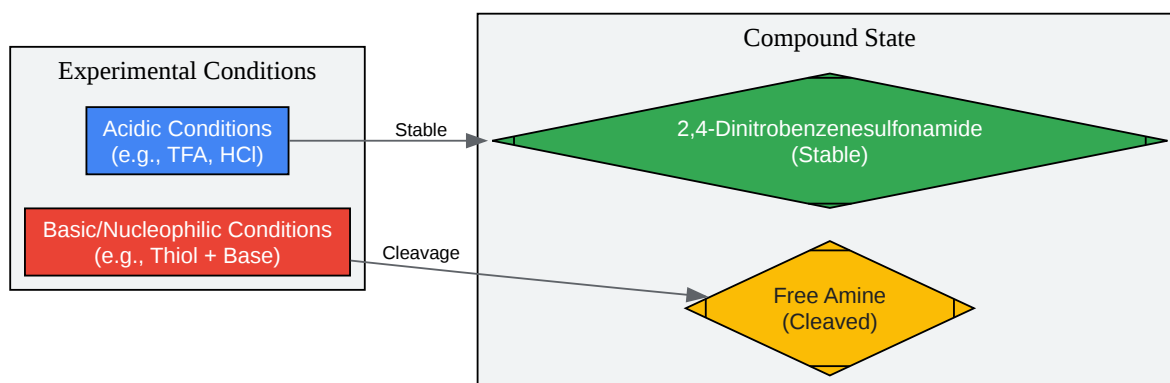 Experimental Conditions
Acidic Conditions
(e.g., TFA, HCl)
Basic/Nucleophilic Conditions
(e.g., Thiol + Base)
Stable
Cleavage
Compound State
2,4-Dinitrobenzenesulfonamide
(Stable)
Free Amine
(Cleaved)